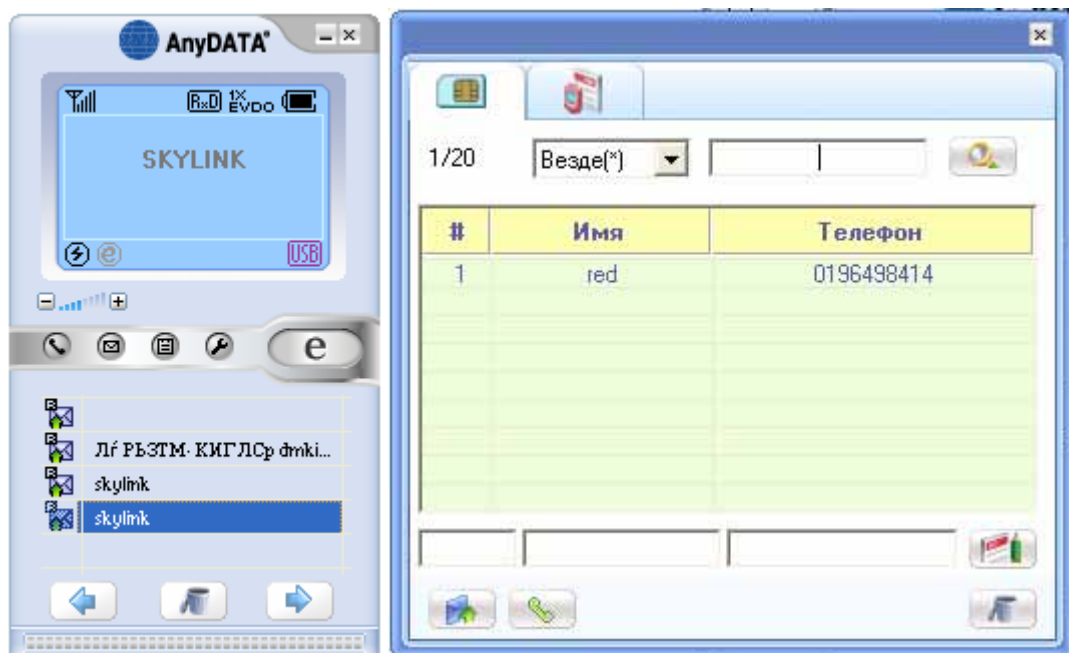 AnyDATA
RxD 1X EVDO
SKYLINK
e
USB
e
R
R Лѓ РЬЗТМ· КИГЛСр dmki...
R skylink
R skylink
1/20 Везде(*)
# Имя Телефон
1 red 0196498414